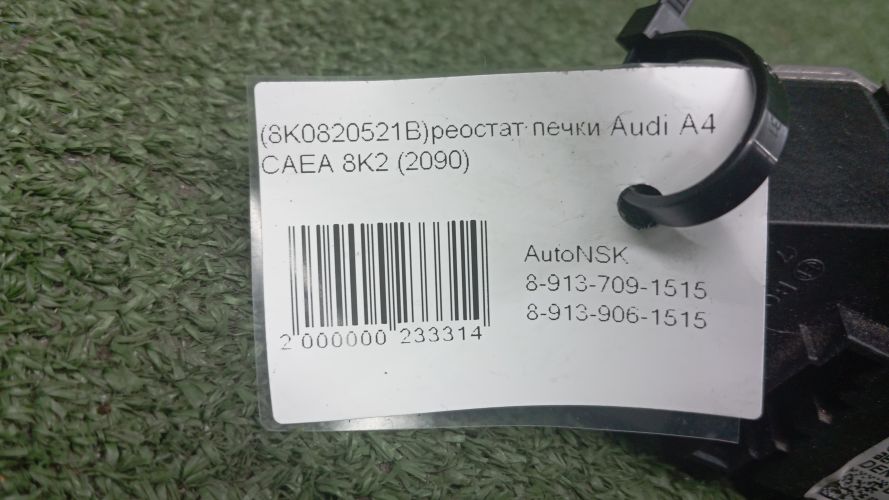 (8K0820521B)реостат печки Audi A4
CAEA 8K2 (2090)
AutoNSK
8-913-709-1515
8-913-906-1515
2 000000 233314